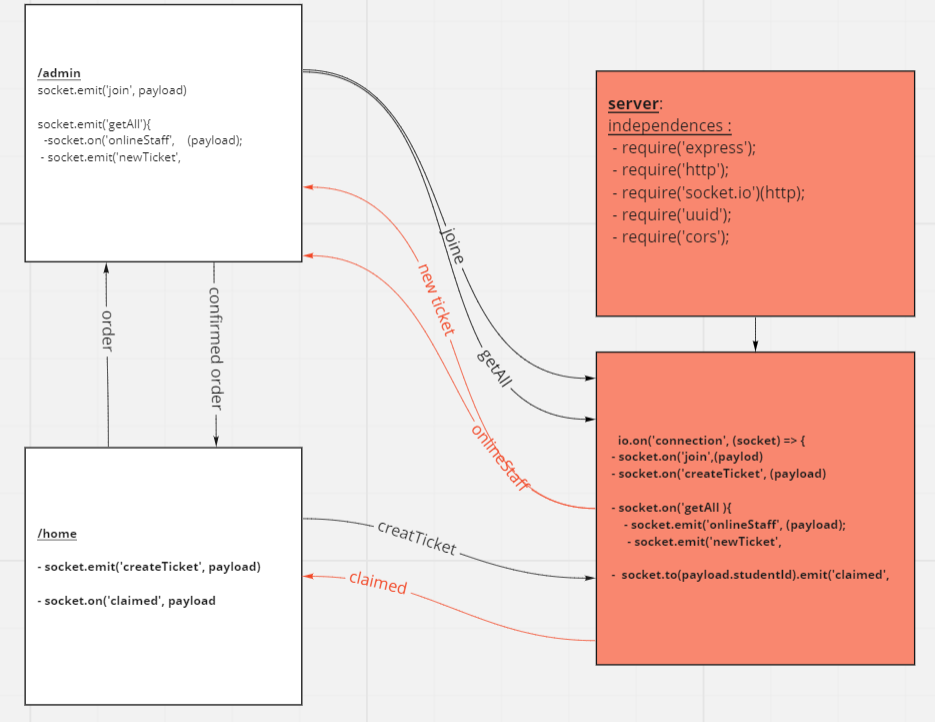 /admin
socket.emit('join', payload)
socket.emit('getAll'){
-socket.on('onlineStaff', (payload);
- socket.emit('newTicket',
server:
independences :
- require('express');
- require('http');
- require('socket.io')(http);
- require('uuid');
- require('cors');
joine
new ticket
getAll
onlineStaff
order
confirmed order
io.on('connection', (socket) => {
- socket.on('join',(paylod)
- socket.on('createTicket', (payload)
- socket.on('getAll ){
- socket.emit('onlineStaff', (payload);
- socket.emit('newTicket',
- socket.to(payload.studentId).emit('claimed',
/home
- socket.emit('createTicket', payload)
- socket.on('claimed', payload
creatTicket
claimed